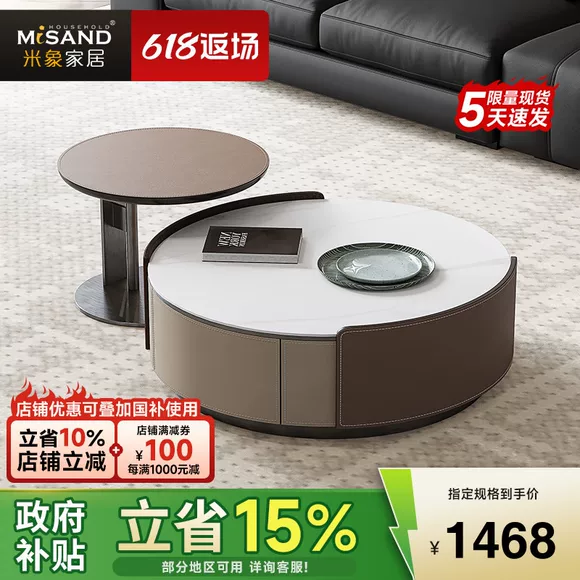 HOUSEHOLD
MiSAND®
米象家居
618返场
5 限量现货
天速发
店铺优惠可叠加国补使用
立省10%
店铺立减
+
店铺满减券
¥100
每满1000元减
政府
补贴
立省15%
部分地区可用 详询客服!
指定规格到手价
¥1468